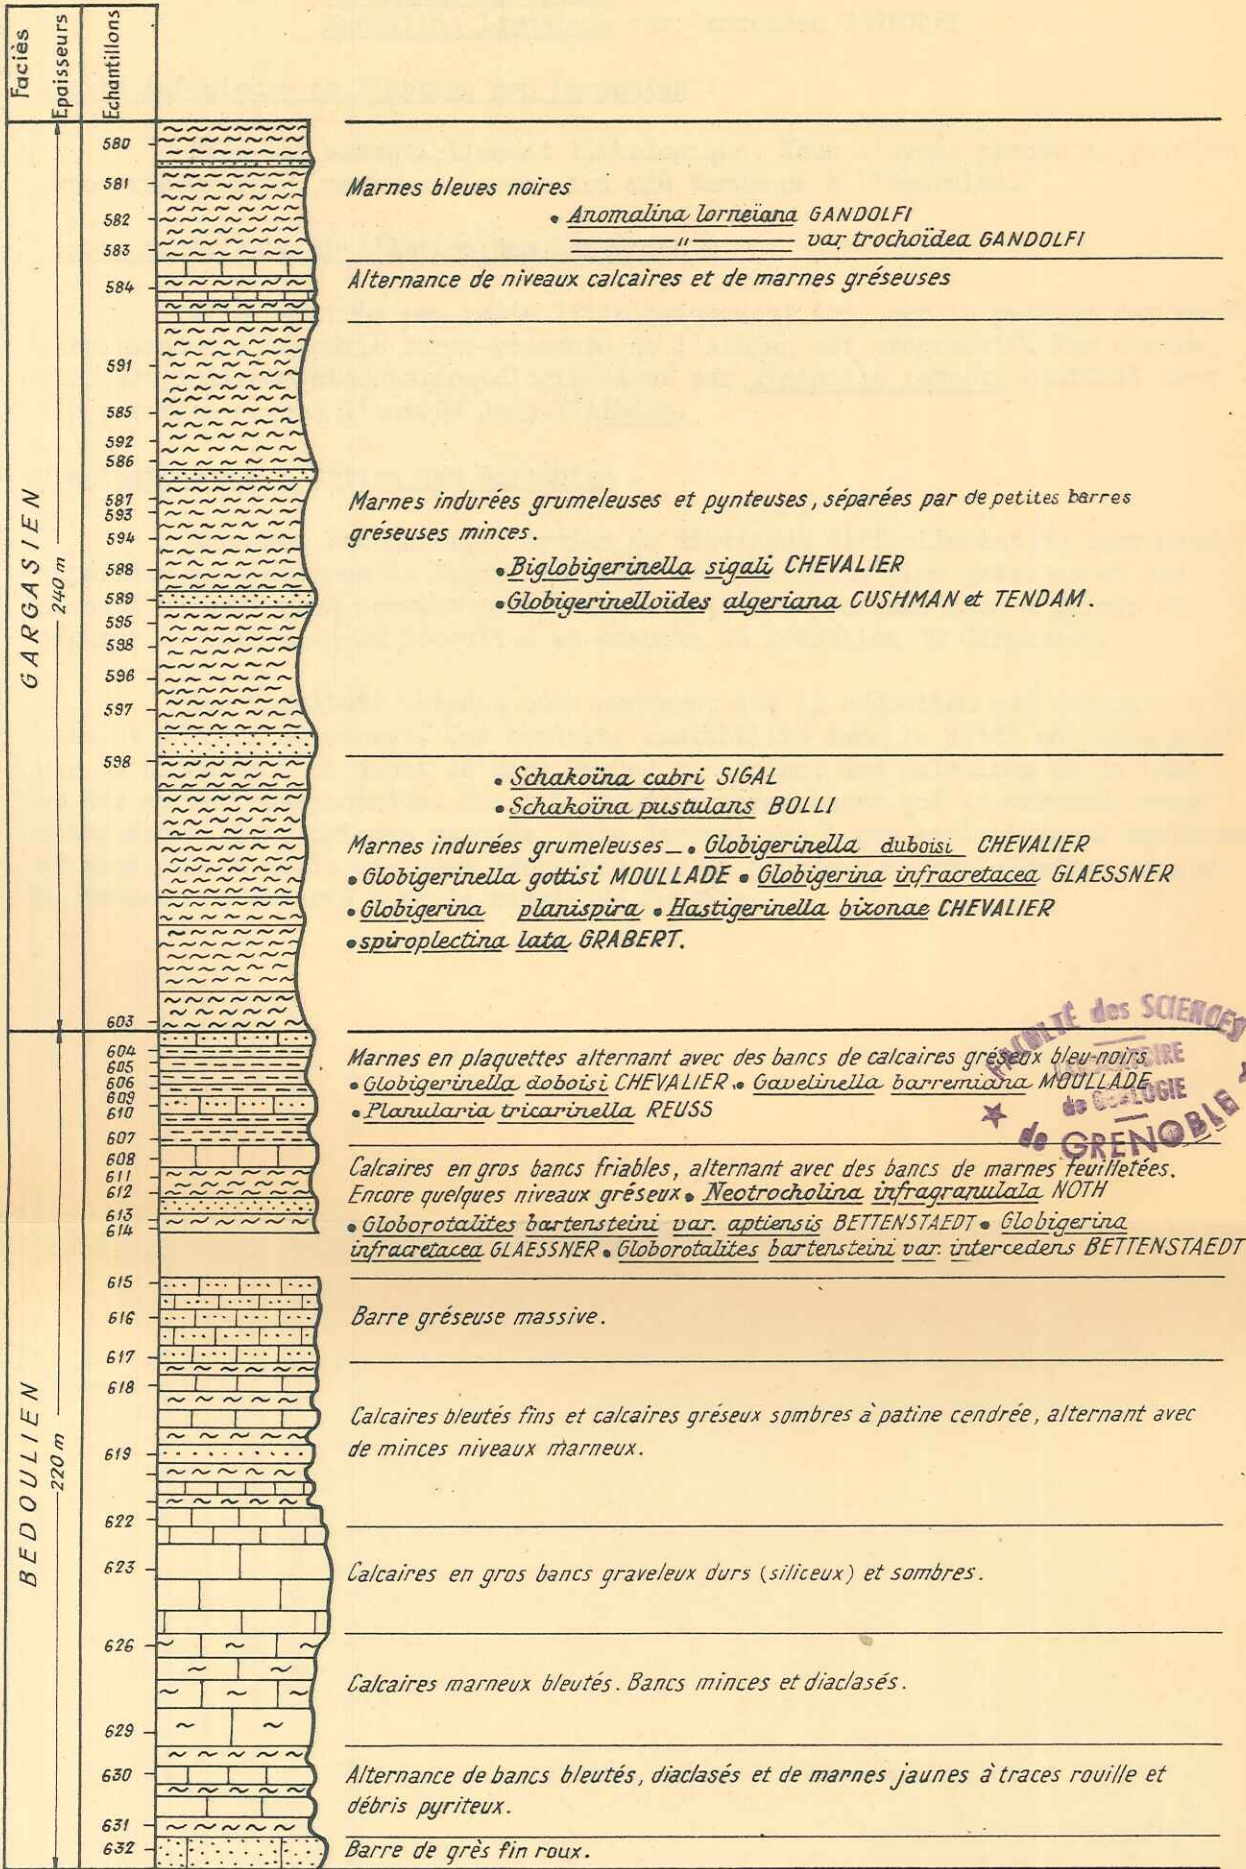 Faciès
Epaisseurs
Echantillons
GARGASIEN
240 m
580
581
582
583
584
591
585
592
586
587
593
594
588
589
595
598
596
597
598
603
Marnes bleues noires
• Anomalina lorneïana GANDOLFI
〃 var trochoïdea GANDOLFI
Alternance de niveaux calcaires et de marnes gréseuses
Marnes indurées grumeleuses et pynteuses, séparées par de petites barres
gréseuses minces.
• Biglobigerinella sigali CHEVALIER
• Globigerinelloïdes algeriana CUSHMAN et TENDAM.
• Schakoïna cabri SIGAL
• Schakoïna pustulans BOLLI
Marnes indurées grumeleuses _ • Globigerinella duboisi CHEVALIER
• Globigerinella gottisi MOULLADE • Globigerina infracretacea GLAESSNER
• Globigerina planispira • Hastigerinella bizonae CHEVALIER
• spiroplectina lata GRABERT.
BEDOULIEN
220 m
604
605
606
609
610
607
608
611
612
613
614
615
616
617
618
619
622
623
626
629
630
631
632
Marnes en plaquettes alternant avec des bancs de calcaires gréseux bleu-noirs
• Globigerinella doboisi CHEVALIER • Gavelinella barremiana MOULLADE
• Planularia tricarinella REUSS
Calcaires en gros bancs friables, alternant avec des bancs de marnes feuilletées.
Encore quelques niveaux gréseux • Neotrocholina infragranulala NOTH
• Globorotalites bartensteini var. aptiensis BETTENSTAEDT • Globigerina
infracretacea GLAESSNER • Globorotalites bartensteini var. intercedens BETTENSTAEDT
Barre gréseuse massive.
Calcaires bleutés fins et calcaires gréseux sombres à patine cendrée, alternant avec
de minces niveaux marneux.
Calcaires en gros bancs graveleux durs (siliceux) et sombres.
Calcaires marneux bleutés. Bancs minces et diaclasés.
Alternance de bancs bleutés, diaclasés et de marnes jaunes à traces rouille et
débris pyriteux.
Barre de grès fin roux.
FACULTÉ des SCIENCES
de GÉOLOGIE
de GRENOBLE